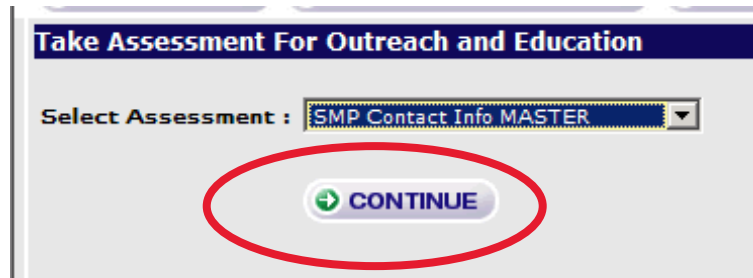 Take Assessment For Outreach and Education
Select Assessment : SMP Contact Info MASTER
CONTINUE